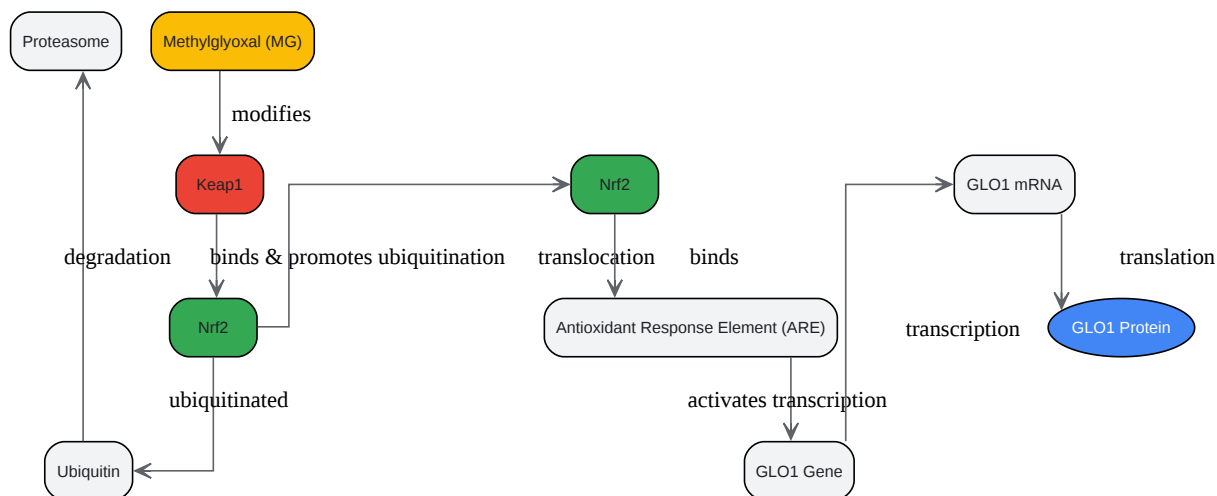 Proteasome
Methylglyoxal (MG)
modifies
Keap1
Nrf2
GLO1 mRNA
degradation
binds & promotes ubiquitination
translocation
binds
translation
Nrf2
Antioxidant Response Element (ARE)
transcription
GLO1 Protein
ubiquitinated
activates transcription
Ubiquitin
GLO1 Gene